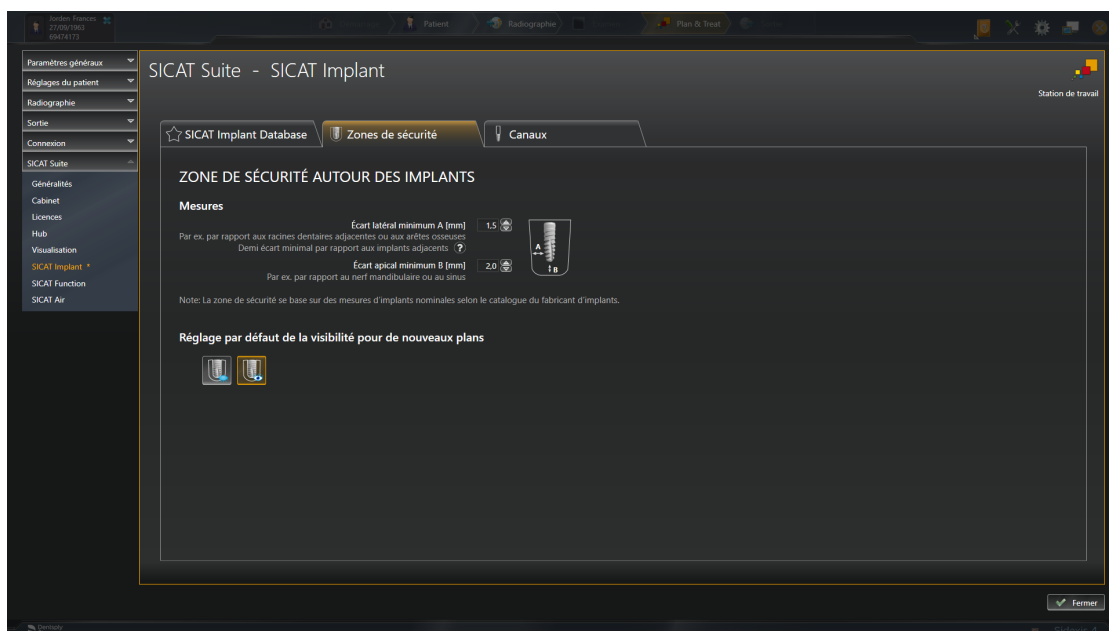 Jorden Frances
27/09/1963
69474173
Patient
Radiographie
Plan & Treat
Paramètres généraux
Réglages du patient
Radiographie
Sortie
Connexion
SICAT Suite
Généralités
Cabinet
Licences
Hub
Visualisation
SICAT Implant *
SICAT Function
SICAT Air
SICAT Suite - SICAT Implant
Station de travail
SICAT Implant Database
Zones de sécurité
Canaux
ZONE DE SÉCURITÉ AUTOUR DES IMPLANTS
Mesures
Écart latéral minimum A [mm] 1,5
Par ex. par rapport aux racines dentaires adjacentes ou aux arêtes osseuses
Demi écart minimal par rapport aux implants adjacents ?
A
Écart apical minimum B [mm] 2,0
B
Par ex. par rapport au nerf mandibulaire ou au sinus
Note: La zone de sécurité se base sur des mesures d'implants nominales selon le catalogue du fabricant d'implants.
Réglage par défaut de la visibilité pour de nouveaux plans
Fermer
Dentsply
Sidexis 4